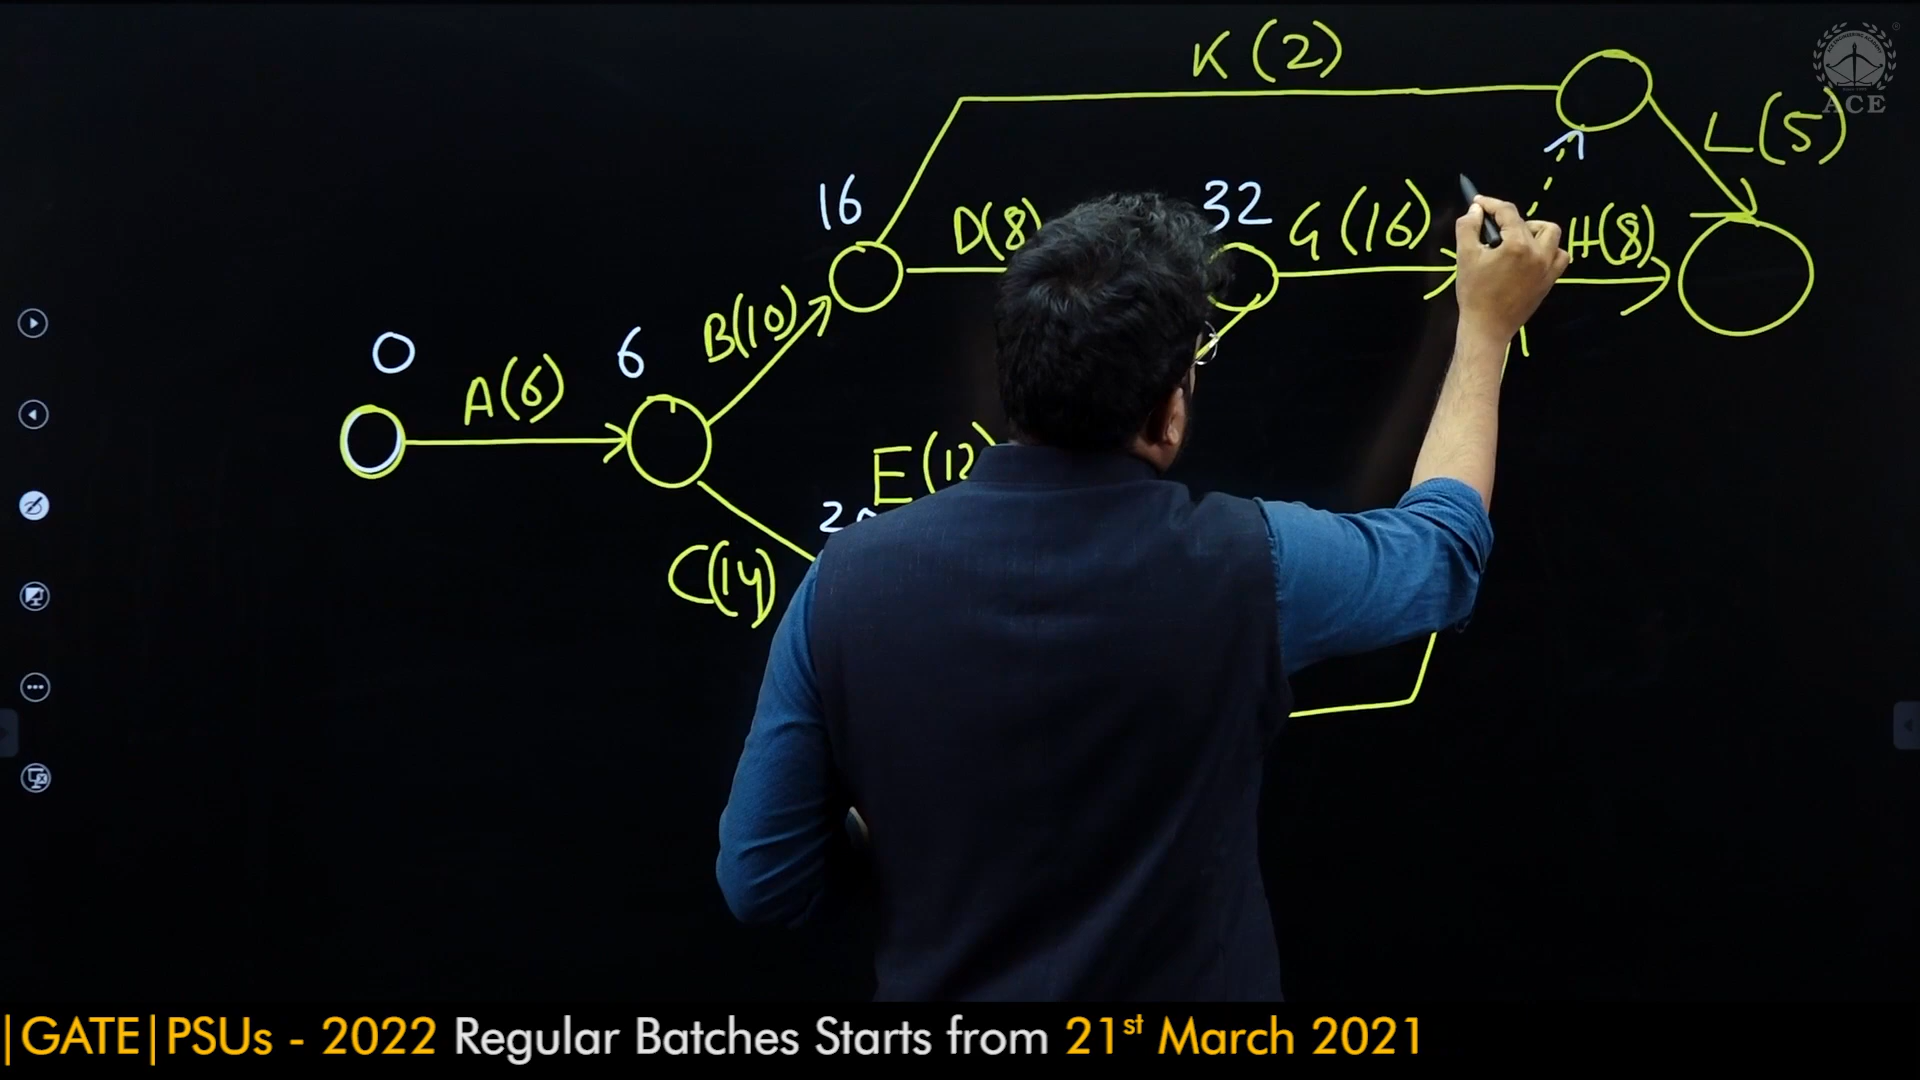 K (2)
ACE
L (5)
16
D(8)
32
G (16)
H(8)
B(10)
0
6
A(6)
E (12
C(14)
|GATE|PSUs - 2022 Regular Batches Starts from 21st March 2021